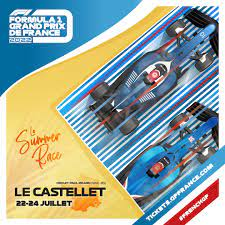 FORMULA 1
GRAND PRIX
DE FRANCE
2022
Le
Summer
Race
LE CASTELLET
22-24 JUILLET
TICKETS.GPFRANCE.COM
#FRENCHGP